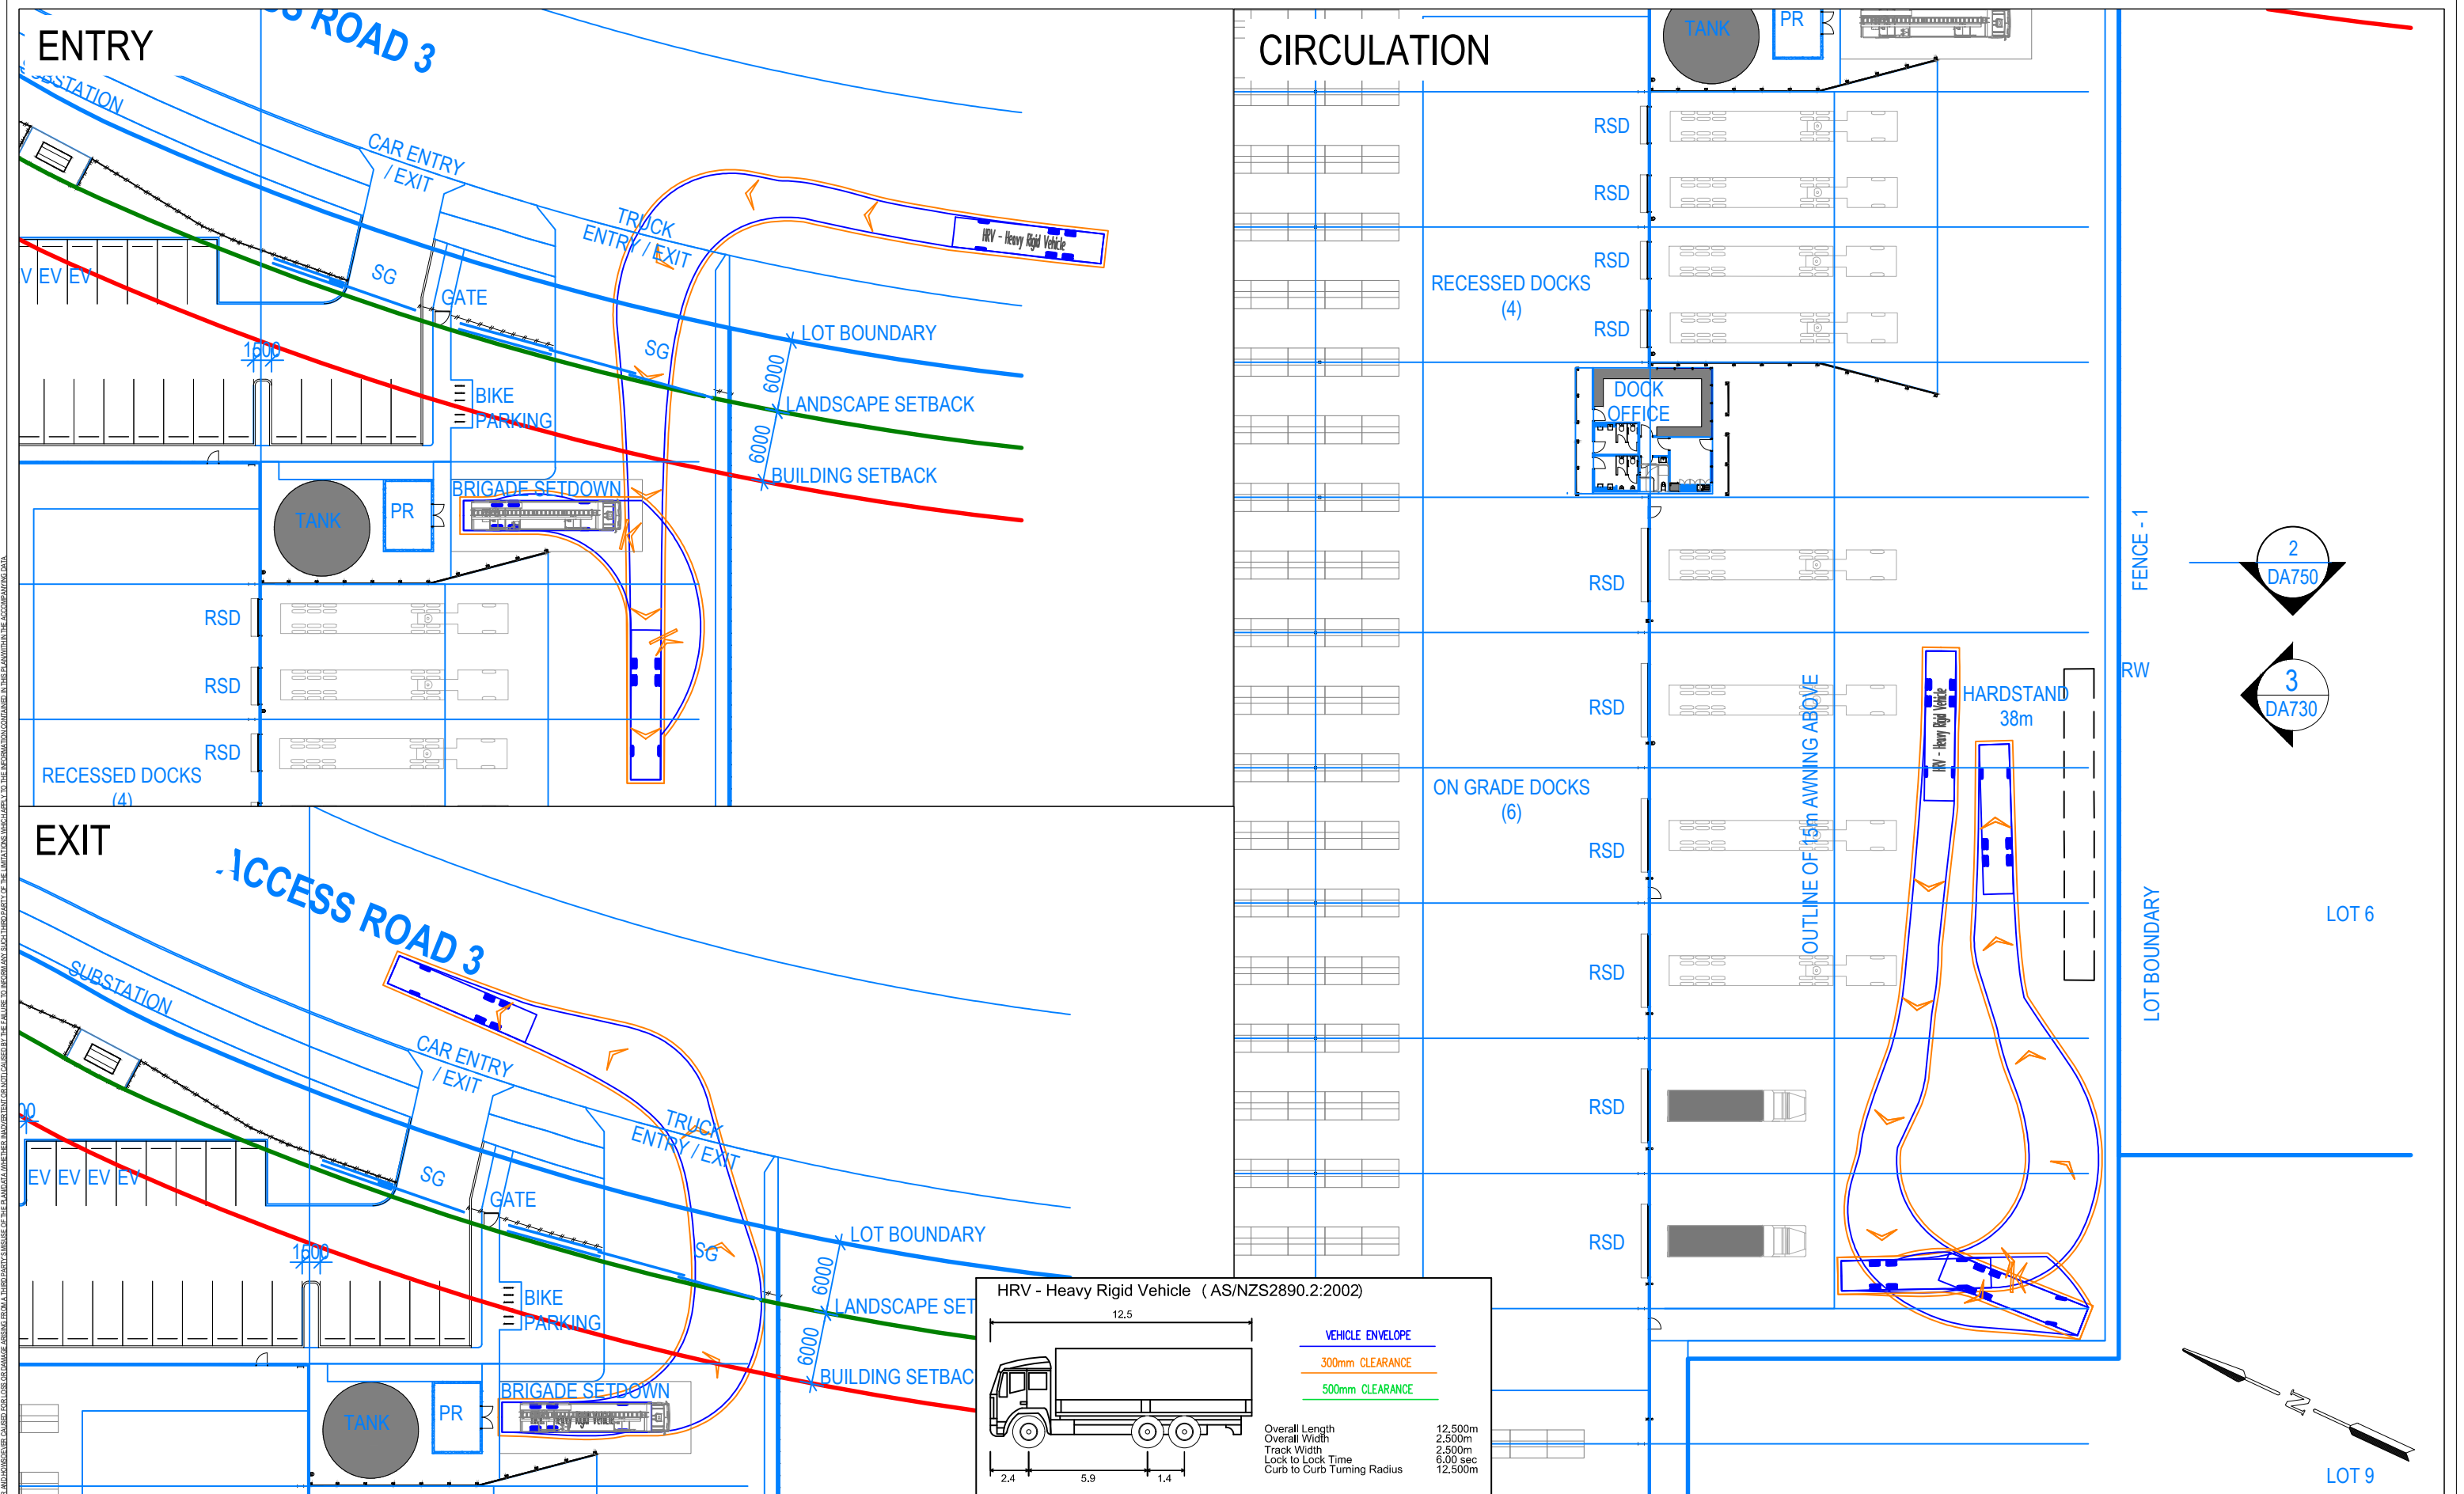 ENTRY
SS ROAD 3
SUBSTATION
CAR ENTRY
/ EXIT
TRUCK
ENTRY / EXIT
HRV - Heavy Rigid Vehicle
EV
EV
SG
GATE
SG
1500
BIKE
PARKING
LOT BOUNDARY
6000
LANDSCAPE SETBACK
6000
BUILDING SETBACK
BRIGADE SETDOWN
TANK
PR
RSD
RSD
RSD
RECESSED DOCKS
(4)
EXIT
ACCESS ROAD 3
SUBSTATION
CAR ENTRY
/ EXIT
TRUCK
ENTRY / EXIT
EV
EV
EV
EV
SG
GATE
SG
1500
BIKE
PARKING
LOT BOUNDARY
6000
LANDSCAPE SET
6000
BUILDING SETBAC
BRIGADE SETDOWN
TANK
PR
CIRCULATION
TANK
PR
RSD
RSD
RSD
RSD
RECESSED DOCKS
(4)
DOCK
OFFICE
RSD
RSD
RSD
RSD
RSD
RSD
ON GRADE DOCKS
(6)
OUTLINE OF 15m AWNING ABOVE
HRV - Heavy Rigid Vehicle
HARDSTAND
38m
FENCE - 1
RW
LOT BOUNDARY
2
DA750
3
DA730
LOT 6
N
LOT 9
HRV - Heavy Rigid Vehicle ( AS/NZS2890.2:2002)
12.5
2.4
5.9
1.4
VEHICLE ENVELOPE
300mm CLEARANCE
500mm CLEARANCE
Overall Length 12.500m
Overall Width 2.500m
Track Width 2.500m
Lock to Lock Time 6.00 sec
Curb to Curb Turning Radius 12.500m